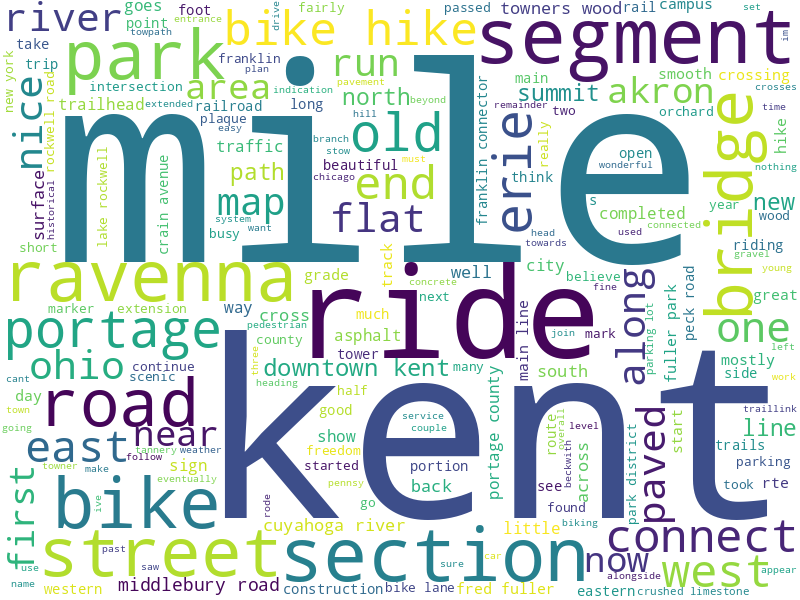 river
bike hike
goes
passed
towners wood
rail
campus
set
drive
entrance
towpath
foot
fairly
point
take
trip
franklin
plan
park
segment
im
new york
nice
intersection
indication
pavement
beyond
run
main
smooth
crossing
crosses
area
trailhead
extended
railroad
long
north
franklin connector
summit
akron
time
rockwell road
plaque
easy
hill
remainder
two
orchard
hike
surface
historical
traffic
branch
stow
must
old
erie
really
bridge
nothing
mile
path
beautiful
chicago
open
wonderful
think
lake rockwell
crain avenue
map
end
system
want
s
completed
year
wood
new
connected
busy
flat
head
towards
used
riding
gravel
young
short
ravenna
grade
track
well
city
believe
fine
great
marker
extension
way
ride
along
peck road
portage
cross
pedestrian
much
concrete
next
join
mark
parking lot
fuller park
one
left
county
asphalt
main line
mostly
side
ohio
continue
scenic
three
tower
downtown kent
many
south
work
cant
day
town
road
heading
half
kent
route
traillink
going
weather
good
service
couple
level
start
line
towner
tannery
follow
near
show
freedom
overall
across
paved
trails
east
make
sign
started
pennsy
portion
back
portage county
see
beckwith
park district
parking
first
eventually
ive
bike
rode
go
found
took
rte
cuyahoga river
little
biking
connect
street
section
now
past
use
saw
sure
car
alongside
west
appear
name
western
middlebury road
construction
bike lane
fred fuller
eastern
crushed limestone